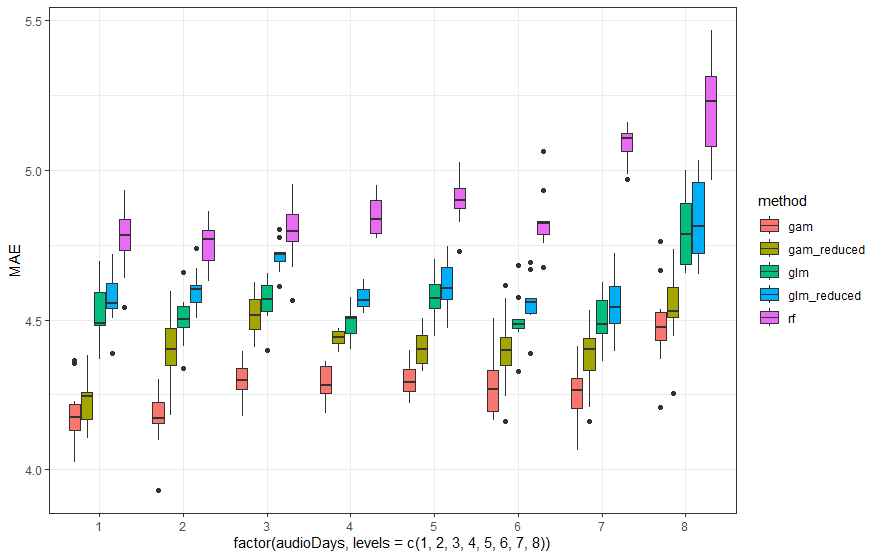 5.5
5.0
4.5
4.0
MAE
1 2 3 4 5 6 7 8
factor(audioDays, levels = c(1, 2, 3, 4, 5, 6, 7, 8))
method
gam
gam_reduced
glm
glm_reduced
rf